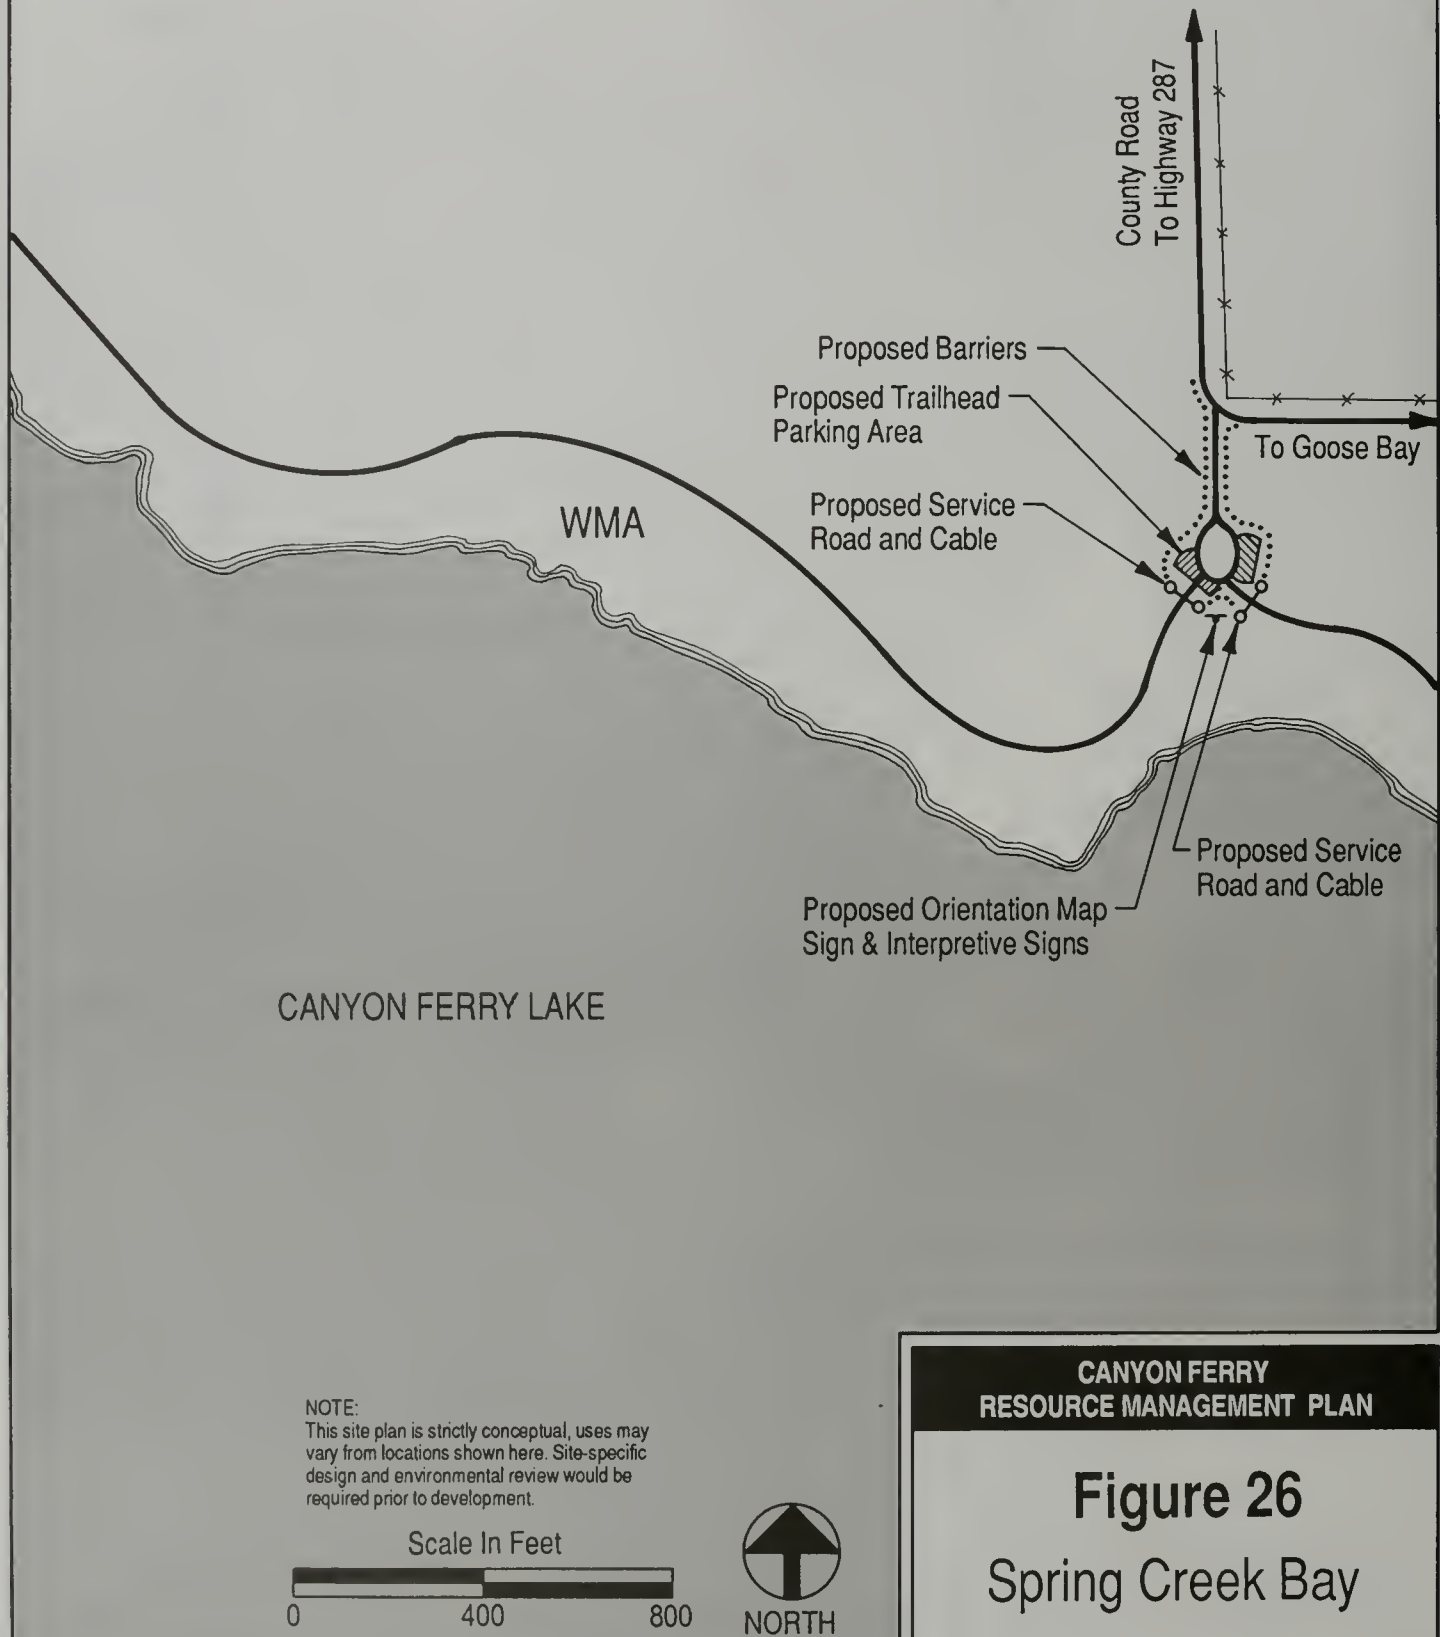 County Road
To Highway 287
Proposed Barriers
Proposed Trailhead
Parking Area
To Goose Bay
Proposed Service
Road and Cable
WMA
Proposed Service
Road and Cable
Proposed Orientation Map
Sign & Interpretive Signs
CANYON FERRY LAKE
NOTE:
This site plan is strictly conceptual, uses may
vary from locations shown here. Site-specific
design and environmental review would be
required prior to development.
Scale In Feet
0 400 800
NORTH
CANYON FERRY
RESOURCE MANAGEMENT PLAN
Figure 26
Spring Creek Bay